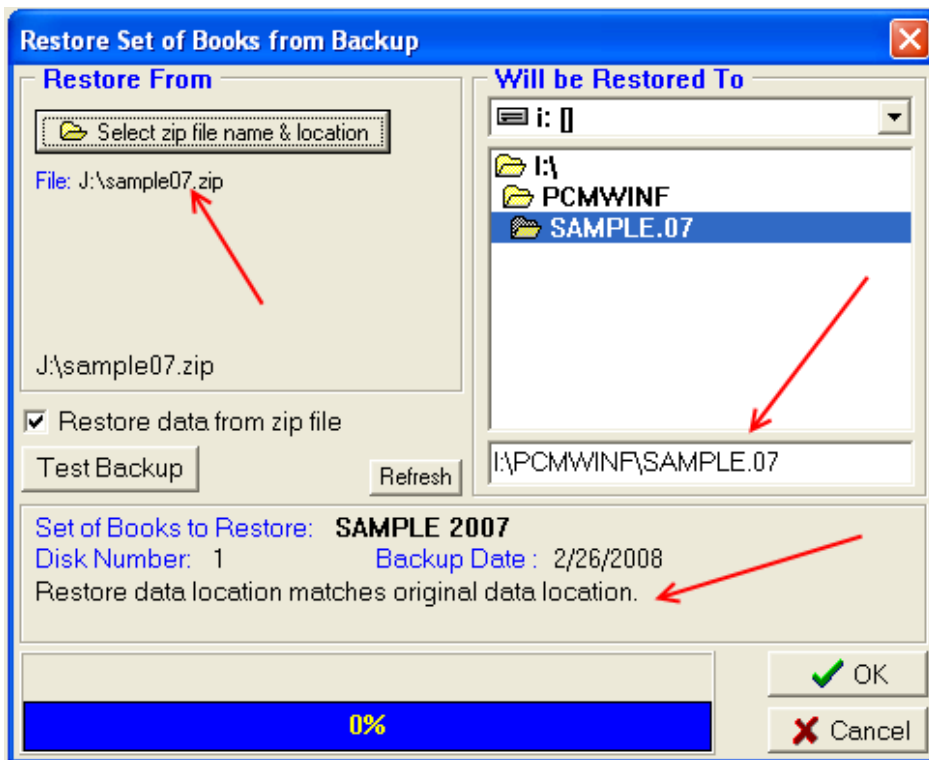 Restore Set of Books from Backup
Restore From
Select zip file name & location
File: J:\sample07.zip
J:\sample07.zip
Restore data from zip file
Test Backup
Refresh
Will be Restored To
i: []
I:\
PCMWINF
SAMPLE.07
I:\PCMWINF\SAMPLE.07
Set of Books to Restore: SAMPLE 2007
Disk Number: 1 Backup Date : 2/26/2008
Restore data location matches original data location.
0%
OK
Cancel